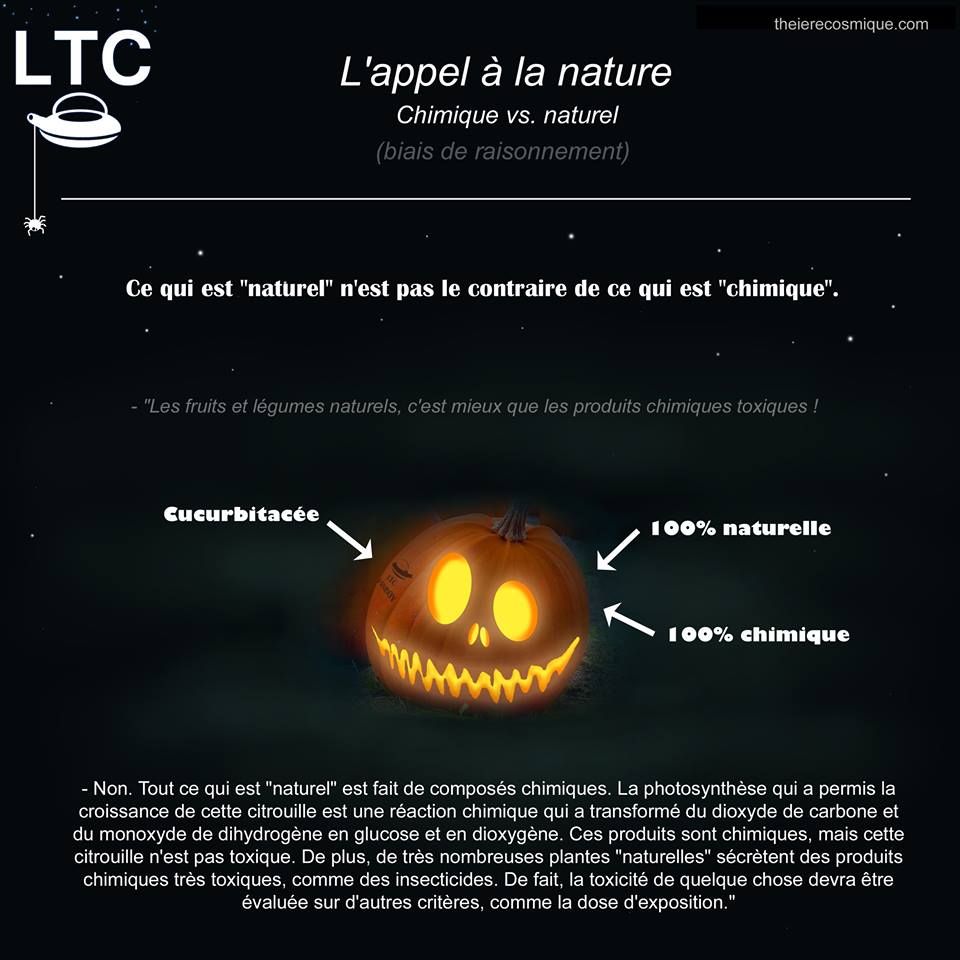 theierecosmique.com
LTC
L'appel à la nature
Chimique vs. naturel
(biais de raisonnement)
Ce qui est "naturel" n'est pas le contraire de ce qui est "chimique".
- "Les fruits et légumes naturels, c'est mieux que les produits chimiques toxiques !
Cucurbitacée
100% naturelle
100% chimique
LTC
- Non. Tout ce qui est "naturel" est fait de composés chimiques. La photosynthèse qui a permis la
croissance de cette citrouille est une réaction chimique qui a transformé du dioxyde de carbone et
du monoxyde de dihydrogène en glucose et en dioxygène. Ces produits sont chimiques, mais cette
citrouille n'est pas toxique. De plus, de très nombreuses plantes "naturelles" sécrètent des produits
chimiques très toxiques, comme des insecticides. De fait, la toxicité de quelque chose devra être
évaluée sur d'autres critères, comme la dose d'exposition."